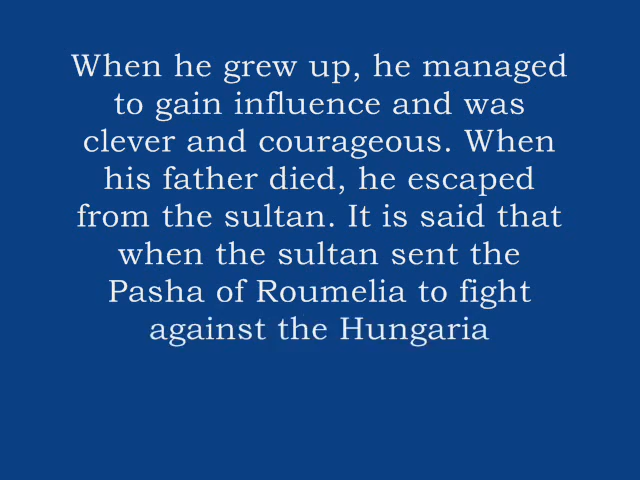 When he grew up, he managed
to gain influence and was
clever and courageous. When
his father died, he escaped
from the sultan. It is said that
when the sultan sent the
Pasha of Roumelia to fight
against the Hungaria